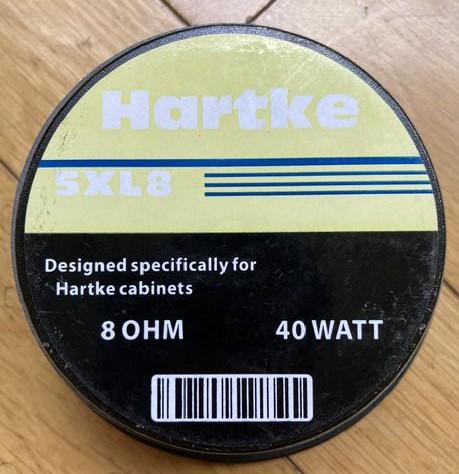 Hartke
5XL8
Designed specifically for
Hartke cabinets
8 OHM
40 WATT